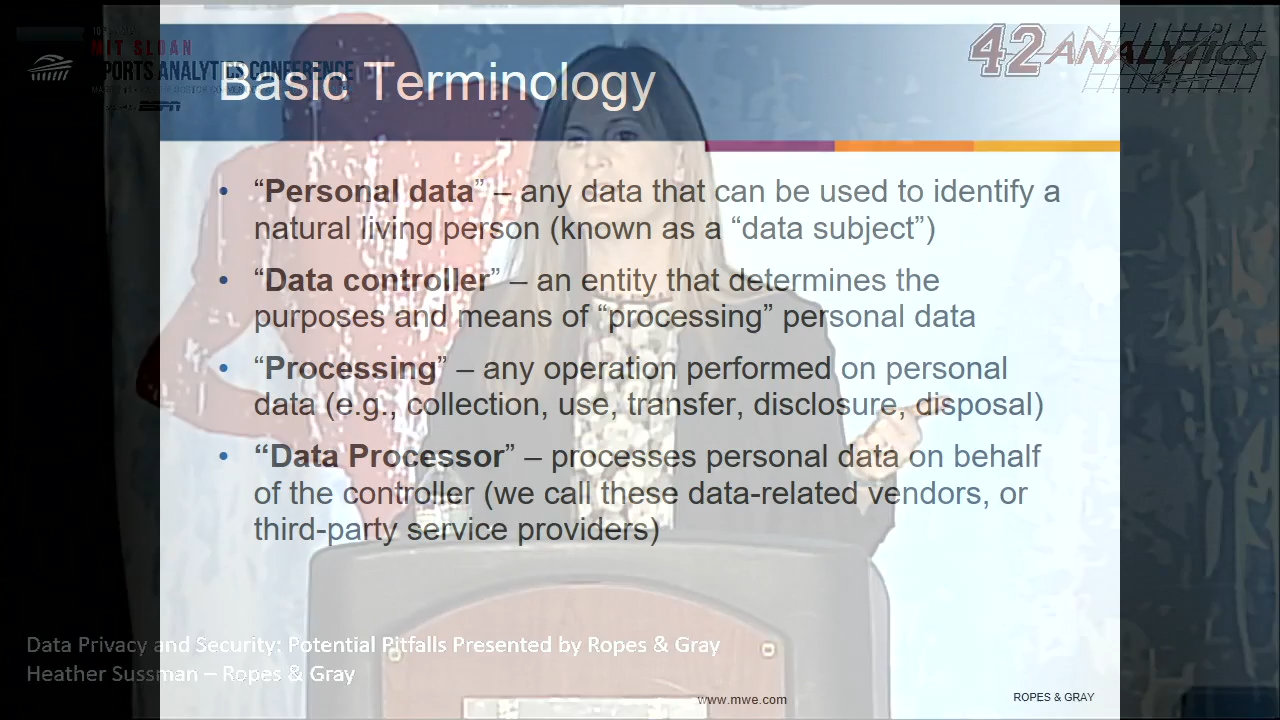 MIT SLOAN
SPORTS ANALYTICS CONFERENCE
ESPN
42 ANALYTICS
Basic Terminology
• “Personal data” – any data that can be used to identify a
natural living person (known as a “data subject”)
• “Data controller” – an entity that determines the
purposes and means of “processing” personal data
• “Processing” – any operation performed on personal
data (e.g., collection, use, transfer, disclosure, disposal)
• “Data Processor” – processes personal data on behalf
of the controller (we call these data-related vendors, or
third-party service providers)
Data Privacy and Security: Potential Pitfalls Presented by Ropes & Gray
Heather Sussman – Ropes & Gray
www.mwe.com
ROPES & GRAY